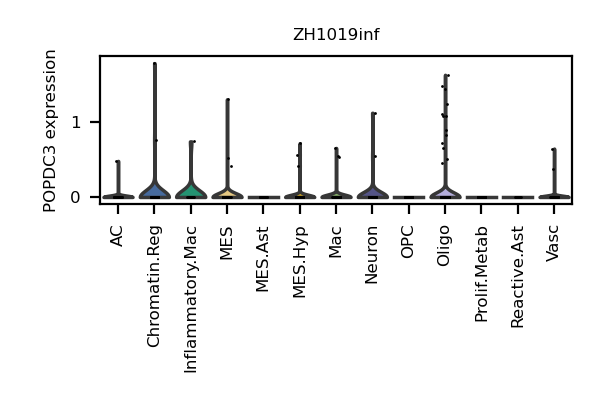 ZH1019inf
POPDC3 expression
1
0
AC
Chromatin.Reg
Inflammatory.Mac
MES
MES.Ast
MES.Hyp
Mac
Neuron
OPC
Oligo
Prolif.Metab
Reactive.Ast
Vasc